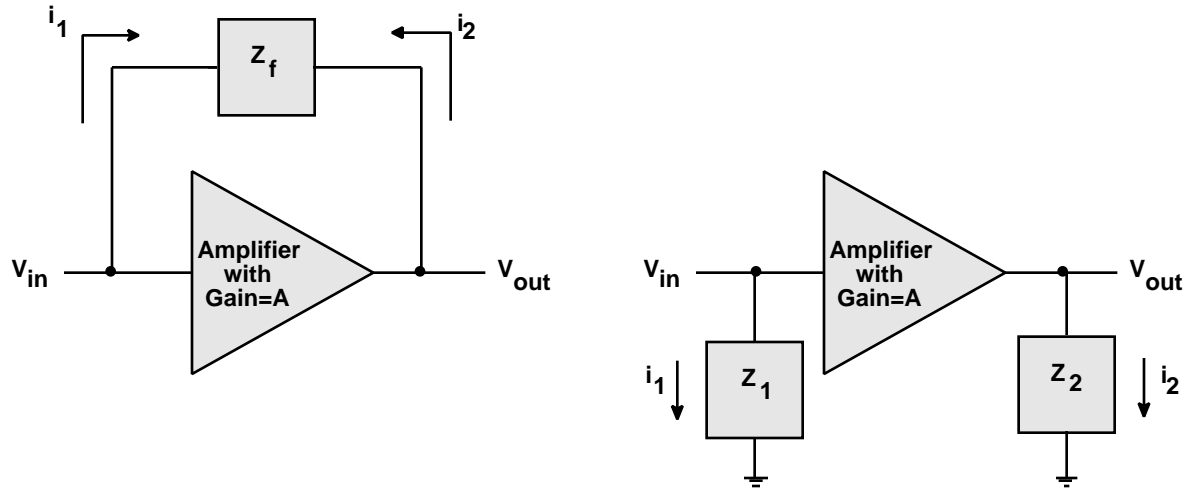 i1
i2
Zf
Vin
Amplifier
with
Gain=A
Vout
Vin
Amplifier
with
Gain=A
Vout
i1
Z1
Z2
i2